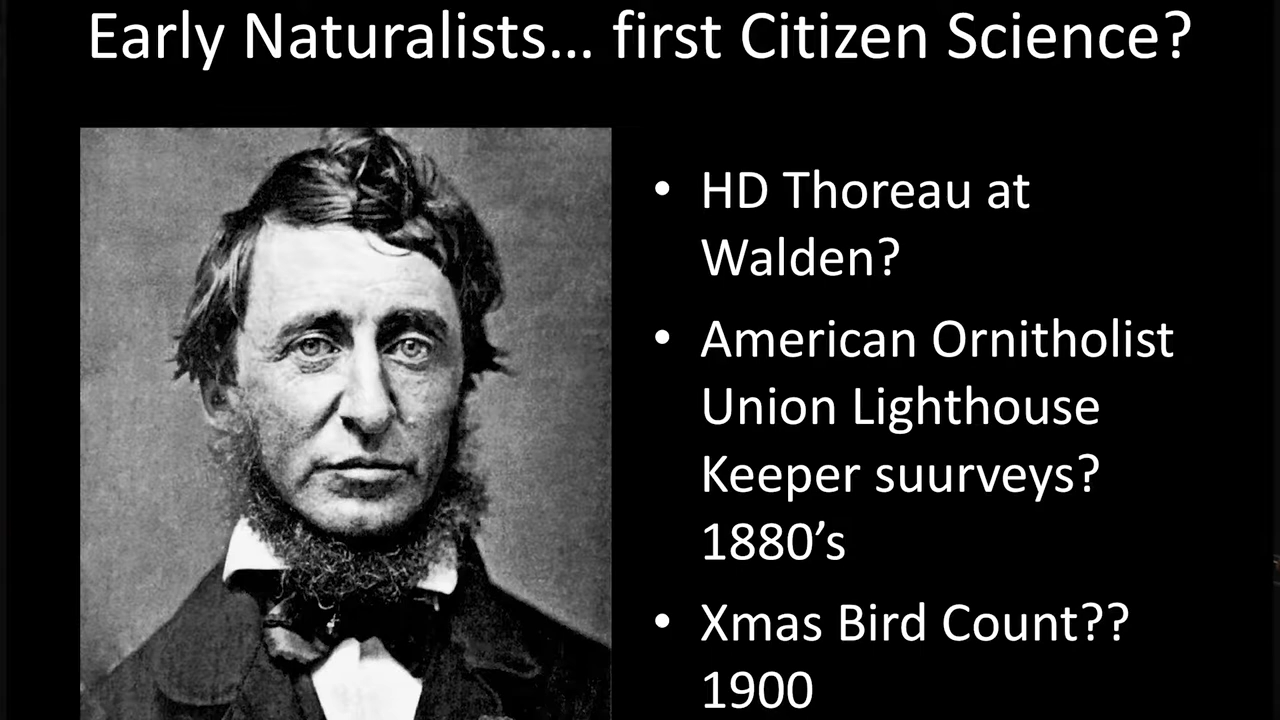 Early Naturalists... first Citizen Science?
• HD Thoreau at
Walden?
• American Ornitholist
Union Lighthouse
Keeper suurveys?
1880’s
• Xmas Bird Count??
1900